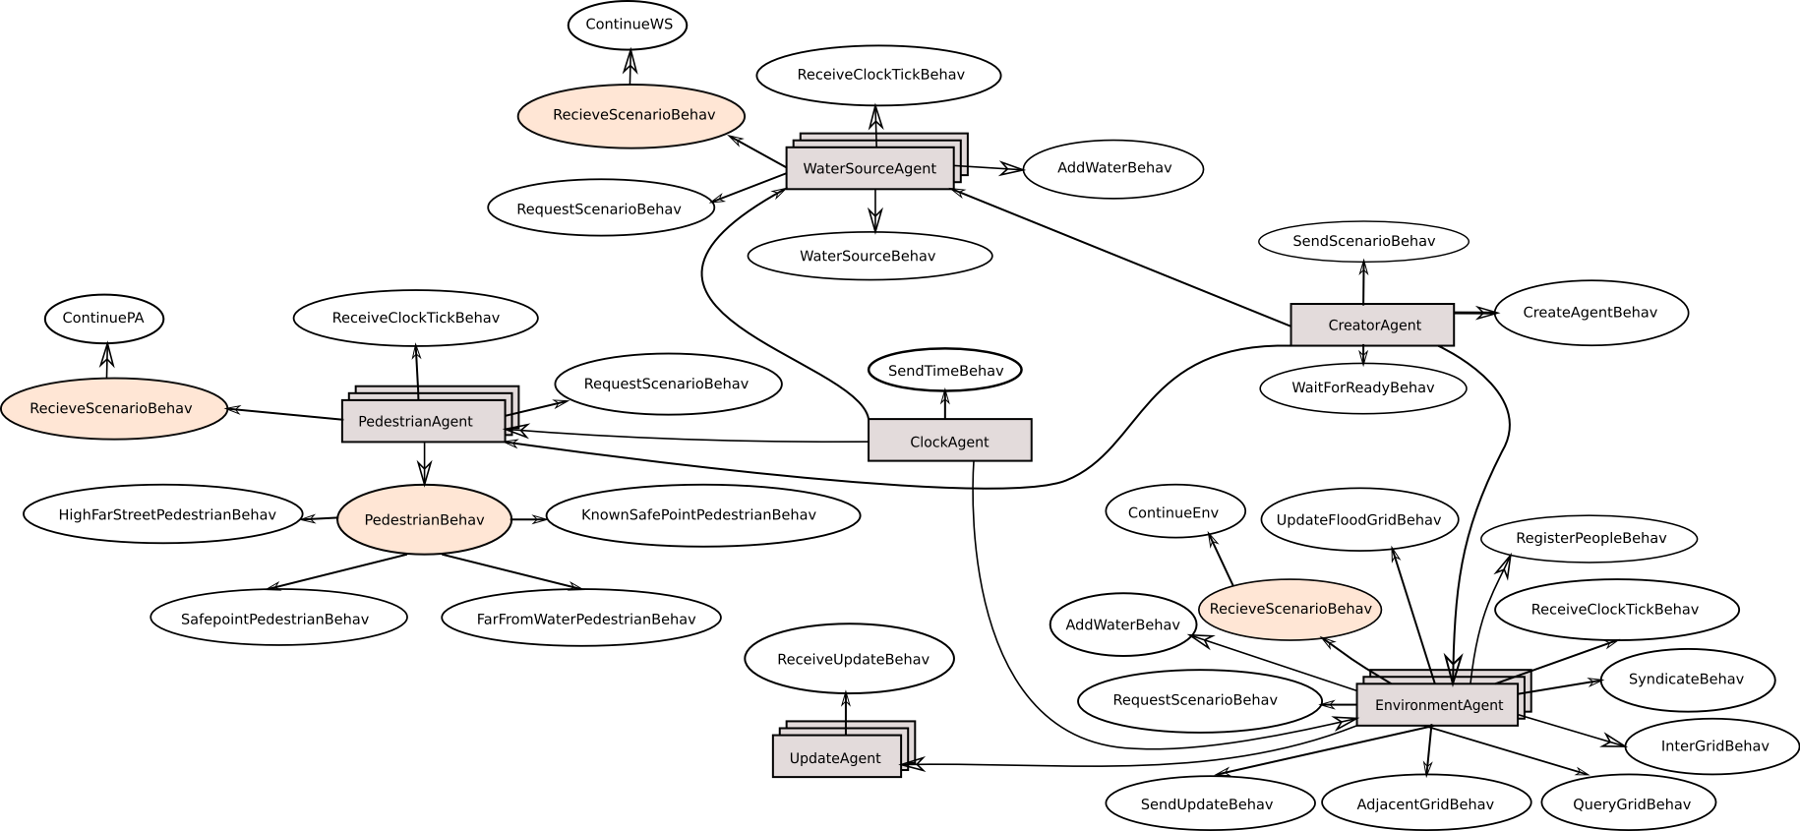 ContinueWS
ReceiveClockTickBehav
RecieveScenarioBehav
WaterSourceAgent
AddWaterBehav
RequestScenarioBehav
WaterSourceBehav
SendScenarioBehav
CreateAgentBehav
CreatorAgent
WaitForReadyBehav
ContinuePA
ReceiveClockTickBehav
RequestScenarioBehav
SendTimeBehav
RecieveScenarioBehav
PedestrianAgent
ClockAgent
HighFarStreetPedestrianBehav
PedestrianBehav
KnownSafePointPedestrianBehav
SafepointPedestrianBehav
FarFromWaterPedestrianBehav
ContinueEnv
UpdateFloodGridBehav
RegisterPeopleBehav
RecieveScenarioBehav
ReceiveClockTickBehav
AddWaterBehav
ReceiveUpdateBehav
SyndicateBehav
RequestScenarioBehav
EnvironmentAgent
InterGridBehav
UpdateAgent
SendUpdateBehav
AdjacentGridBehav
QueryGridBehav